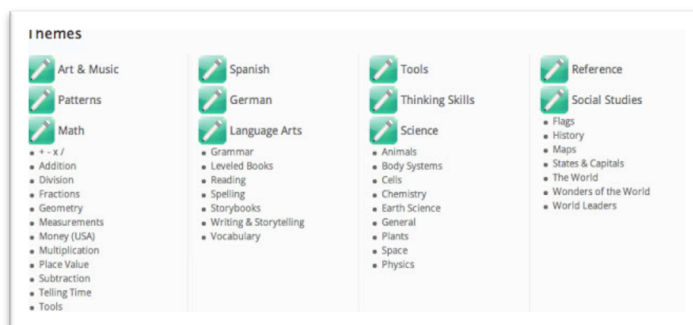 Themes
Art & Music
Patterns
Math
+ - x /
Addition
Division
Fractions
Geometry
Measurements
Money (USA)
Multiplication
Place Value
Subtraction
Telling Time
Tools
Spanish
German
Language Arts
Grammar
Leveled Books
Reading
Spelling
Storybooks
Writing & Storytelling
Vocabulary
Tools
Thinking Skills
Science
Animals
Body Systems
Cells
Chemistry
Earth Science
General
Plants
Space
Physics
Reference
Social Studies
Flags
History
Maps
States & Capitals
The World
Wonders of the World
World Leaders